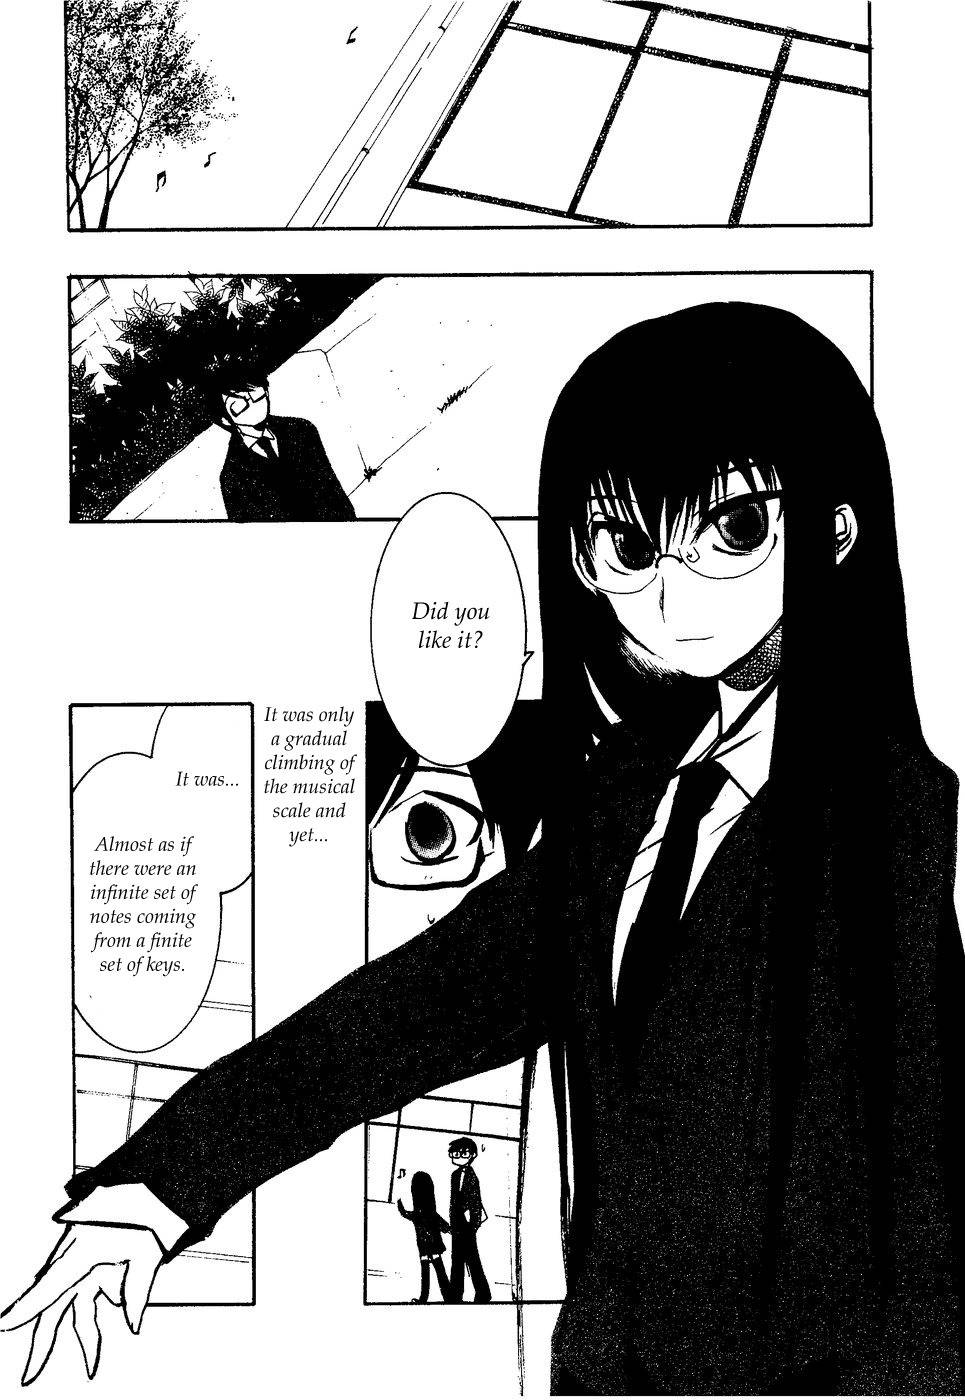 Did you
like it?
It was only
a gradual
climbing of
the musical
scale and
yet...
It was...
Almost as if
there were an
infinite set of
notes coming
from a finite
set of keys.